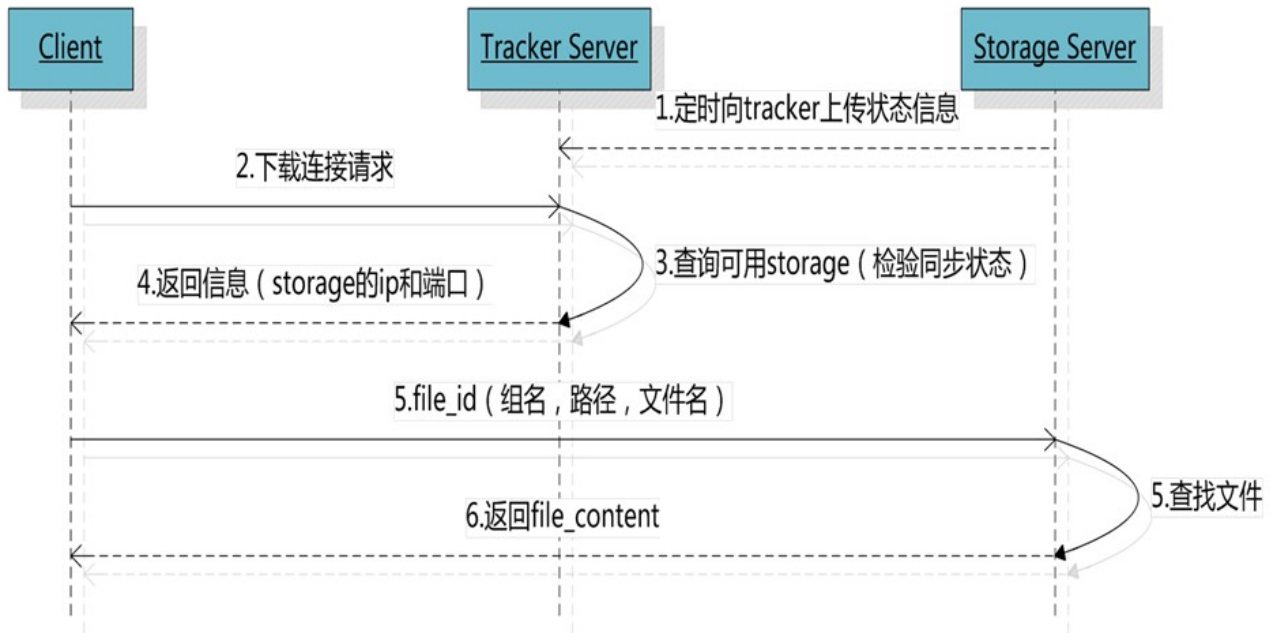 Client
Tracker Server
Storage Server
1.定时向tracker上传状态信息
2.下载连接请求
3.查询可用storage（检验同步状态）
4.返回信息（storage的ip和端口）
5.file_id（组名，路径，文件名）
5.查找文件
6.返回file_content